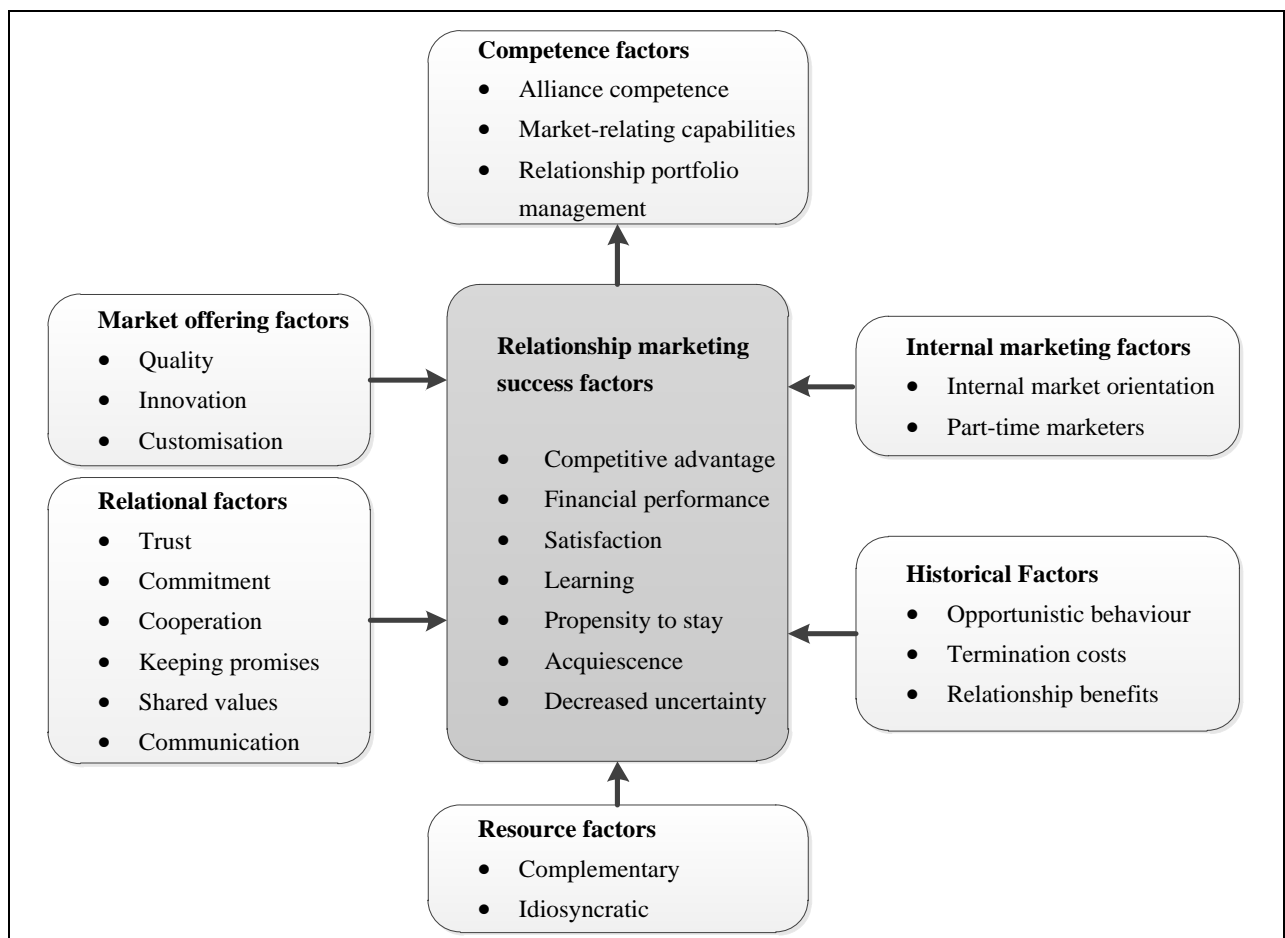 Competence factors
• Alliance competence
• Market-relating capabilities
• Relationship portfolio
management
Market offering factors
• Quality
• Innovation
• Customisation
Relational factors
• Trust
• Commitment
• Cooperation
• Keeping promises
• Shared values
• Communication
Relationship marketing
success factors
• Competitive advantage
• Financial performance
• Satisfaction
• Learning
• Propensity to stay
• Acquiescence
• Decreased uncertainty
Internal marketing factors
• Internal market orientation
• Part-time marketers
Historical Factors
• Opportunistic behaviour
• Termination costs
• Relationship benefits
Resource factors
• Complementary
• Idiosyncratic